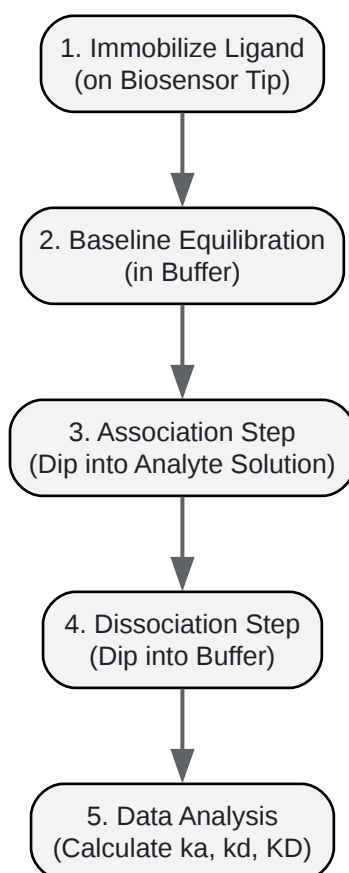 1. Immobilize Ligand
(on Biosensor Tip)
2. Baseline Equilibration
(in Buffer)
3. Association Step
(Dip into Analyte Solution)
4. Dissociation Step
(Dip into Buffer)
5. Data Analysis
(Calculate ka, kd, KD)